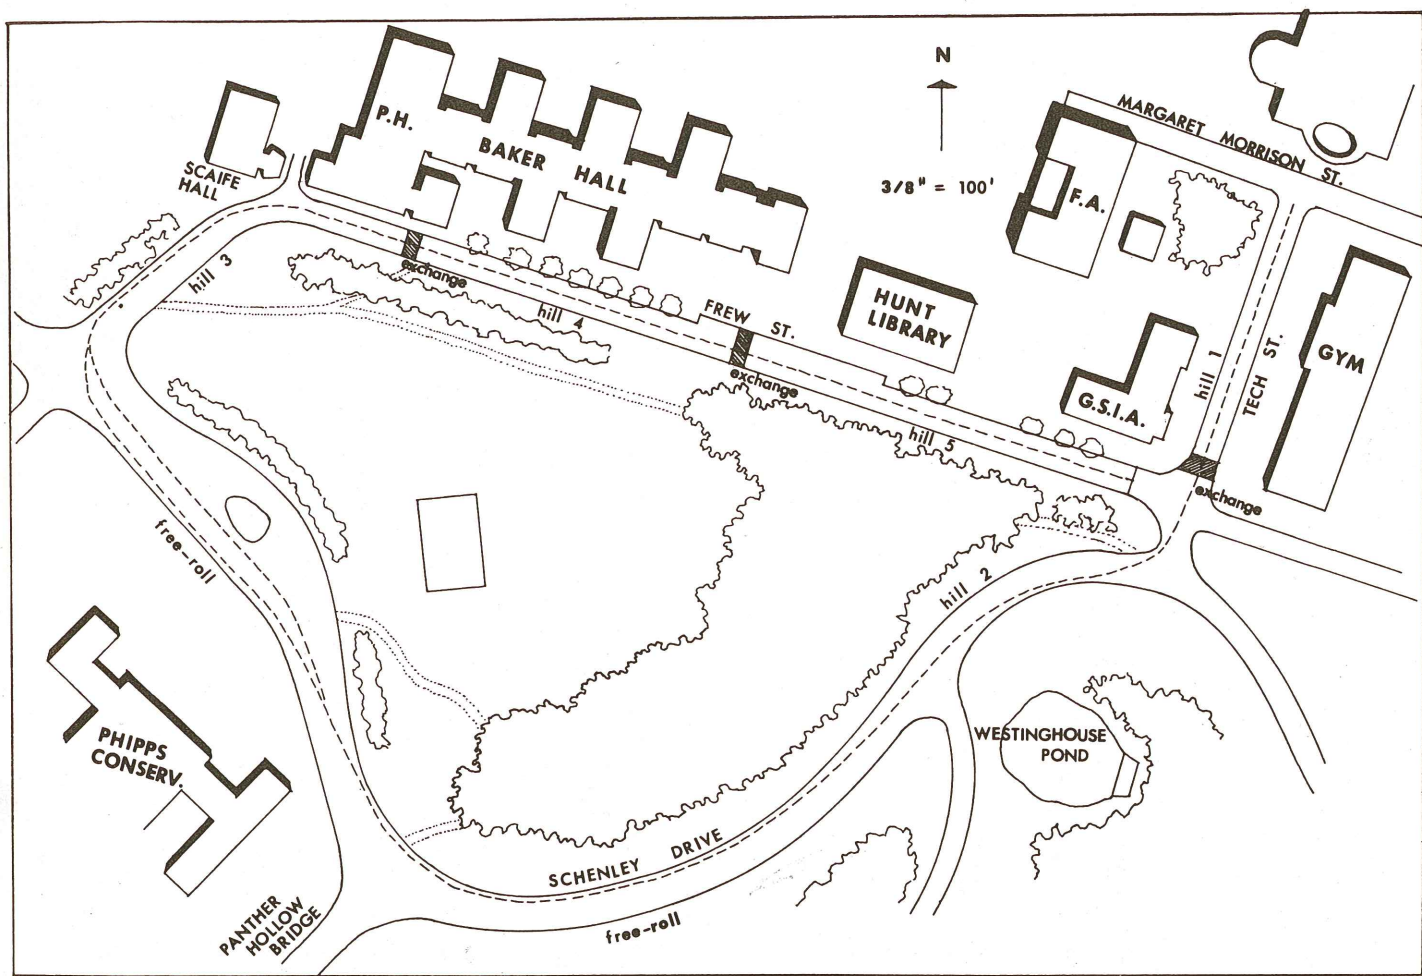 N
3/8" = 100'
MARGARET MORRISON ST.
P.H.
BAKER HALL
SCAIFE
HALL
F.A.
hill 3
exchange
hill 4
FREW ST.
HUNT
LIBRARY
exchange
hill 5
G.S.I.A.
hill 1
TECH ST.
GYM
exchange
free-roll
hill 2
PHIPPS
CONSERV.
WESTINGHOUSE
POND
SCHENLEY DRIVE
free-roll
PANTHER
HOLLOW
BRIDGE